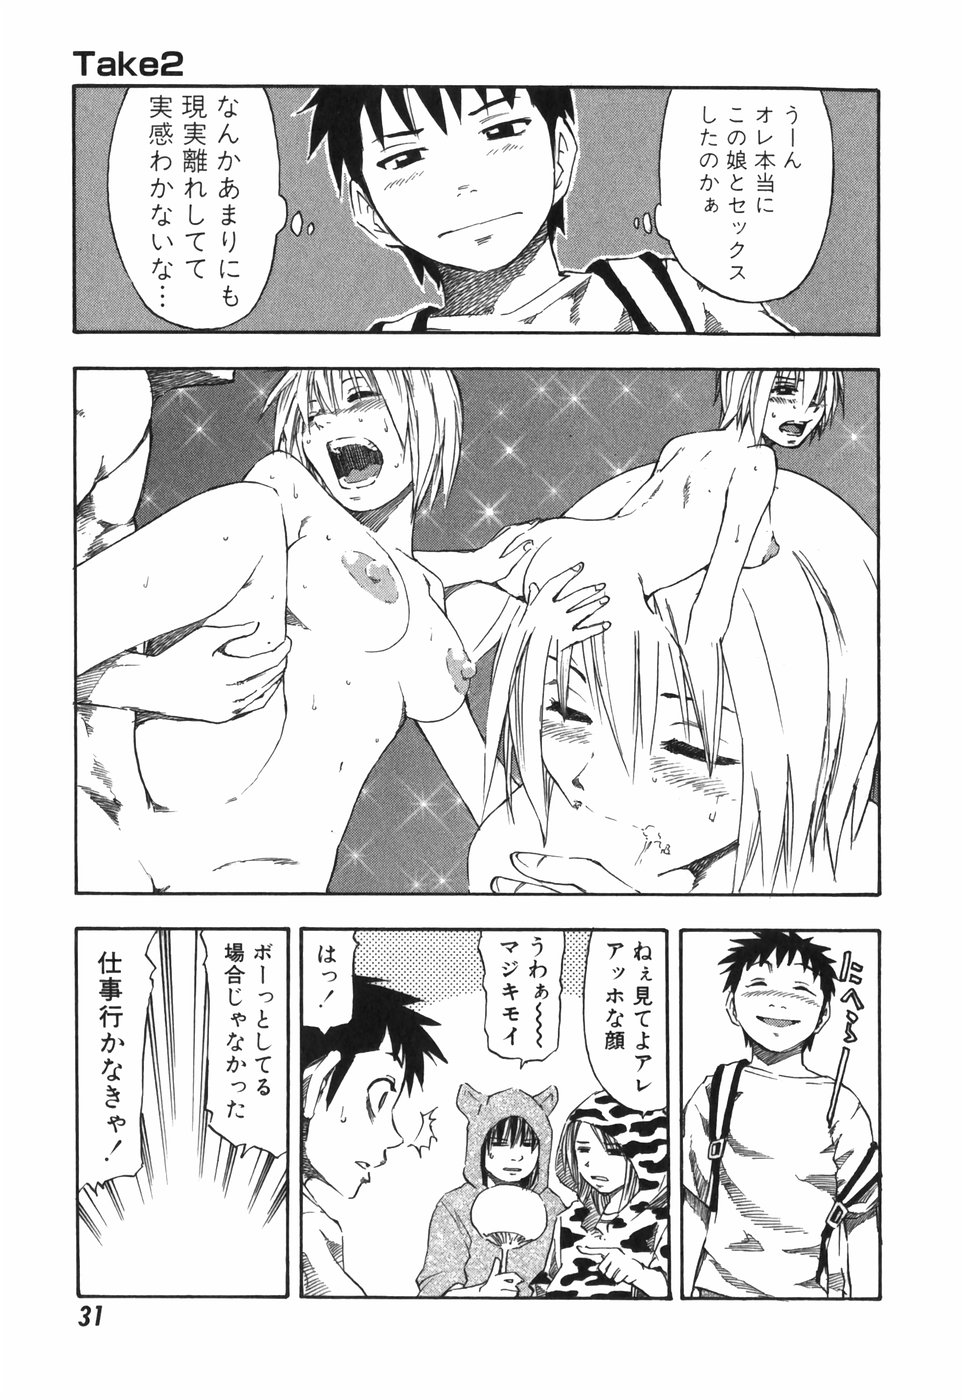 Take2
うーん
オレ本当に
この娘とセックス
したのかぁ
なんかあまりにも
現実離れしてて
実感わかないな…
にへ〜
ねぇ見てよアレ
アッホな顔
うわぁ〜〜〜
マジキモイ
はっ！
ボーっとしてる
場合じゃなかった
仕事行かなきゃ！
31